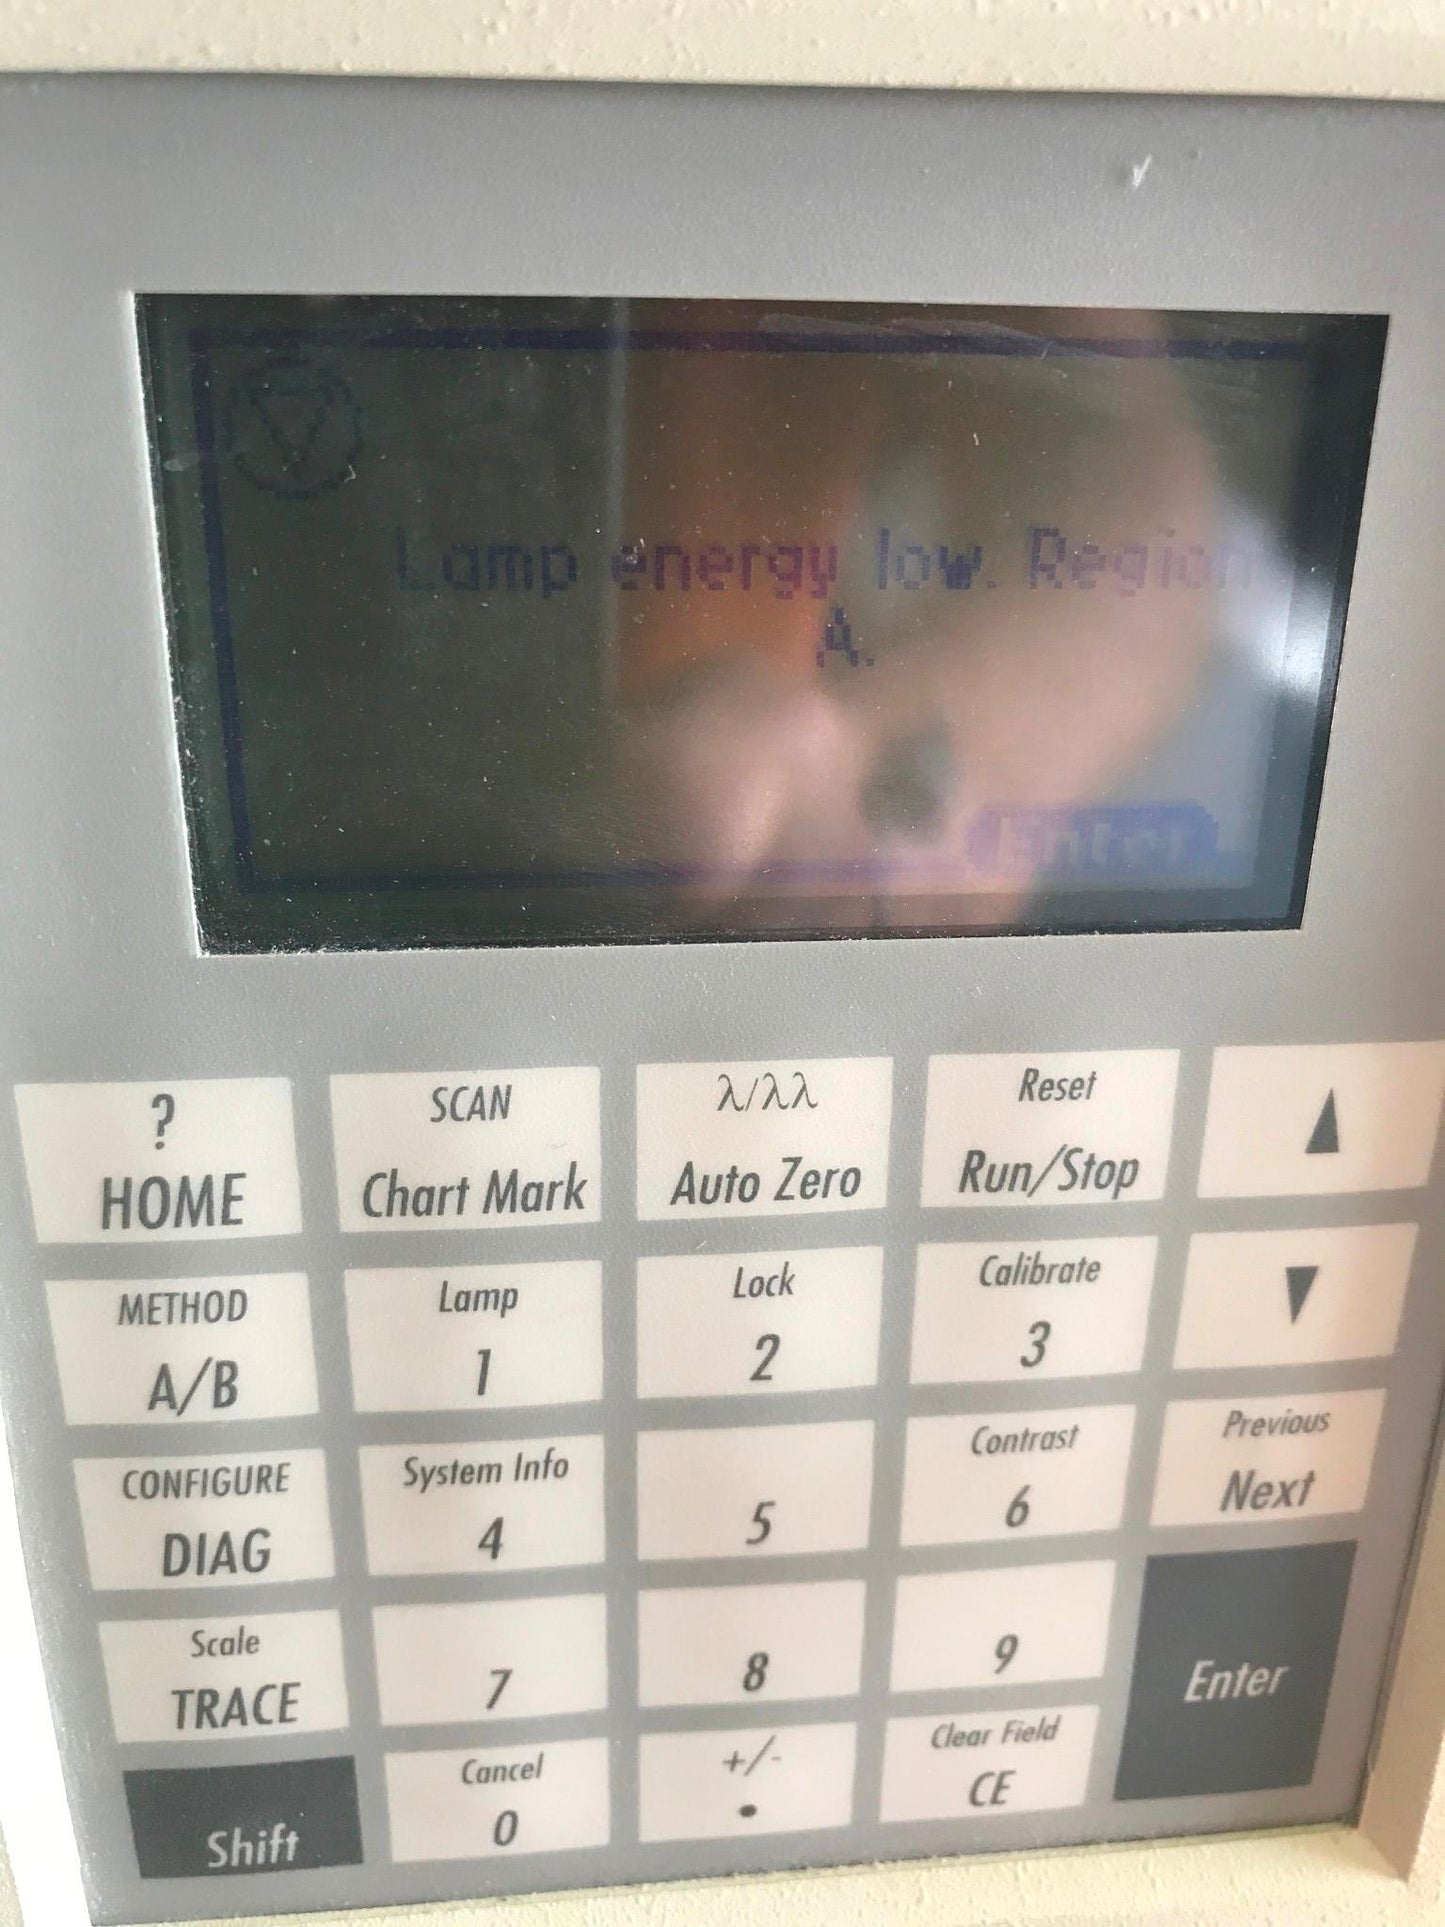 Lamp energy low. Region
A.
Enter
?
HOME
SCAN
Chart Mark
λ/λλ
Auto Zero
Reset
Run/Stop
METHOD
A/B
Lamp
1
Lock
2
Calibrate
3
CONFIGURE
DIAG
System Info
4
5
Contrast
6
Previous
Next
Scale
TRACE
7
8
9
Enter
Shift
Cancel
0
+/-
•
Clear Field
CE